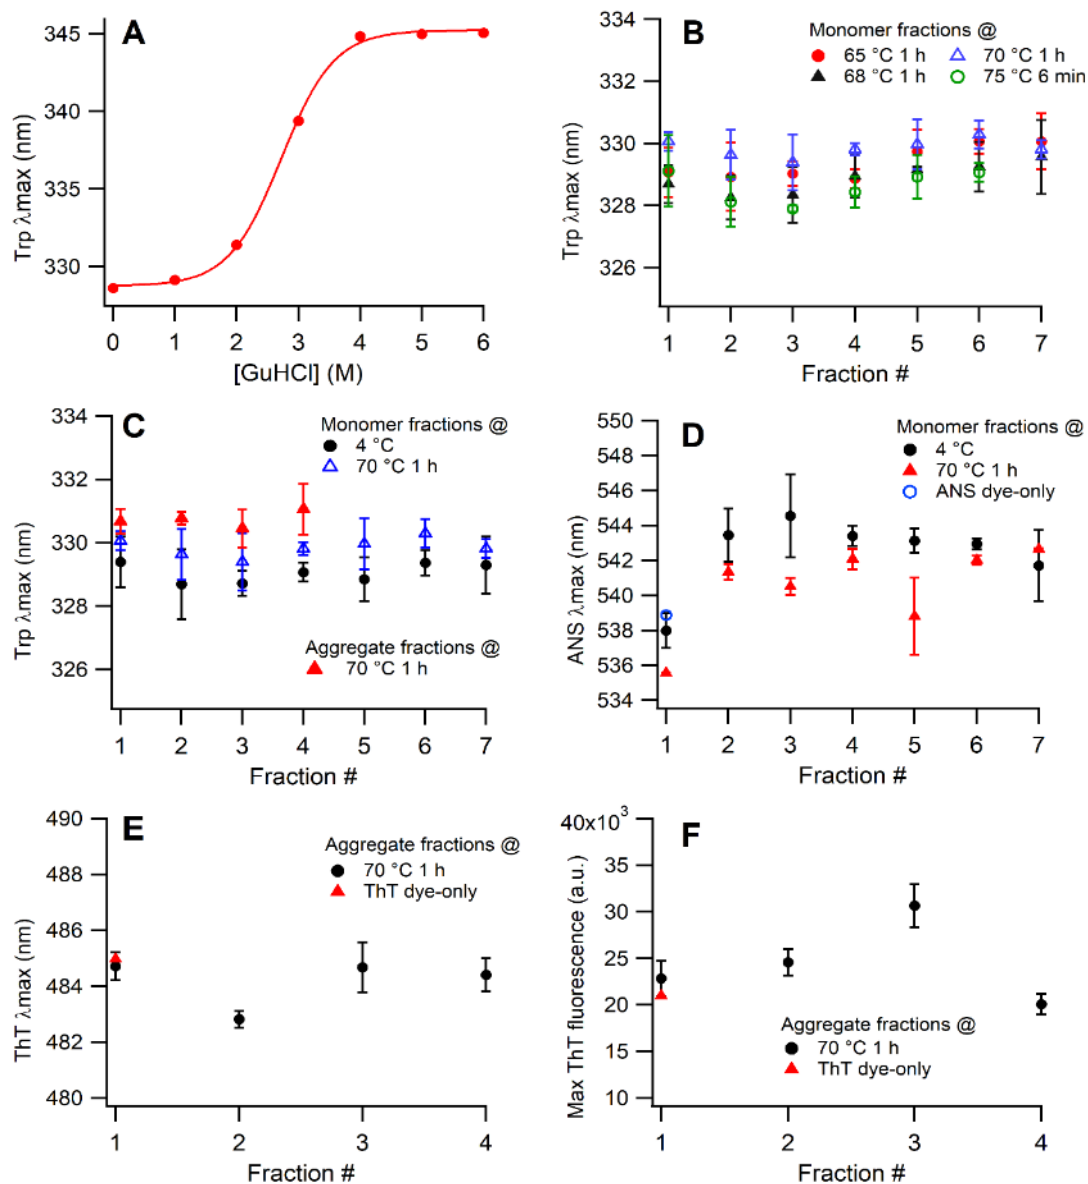 A
Trp λmax (nm)
345
340
335
330
0 1 2 3 4 5 6
[GuHCl] (M)
B
Monomer fractions @
65 °C 1 h 70 °C 1 h
68 °C 1 h 75 °C 6 min
Trp λmax (nm)
334
332
330
328
326
1 2 3 4 5 6 7
Fraction #
C
Monomer fractions @
4 °C
70 °C 1 h
Trp λmax (nm)
334
332
330
328
326
Aggregate fractions @
70 °C 1 h
1 2 3 4 5 6 7
Fraction #
D
Monomer fractions @
4 °C
70 °C 1 h
ANS dye-only
ANS λmax (nm)
550
548
546
544
542
540
538
536
534
1 2 3 4 5 6 7
Fraction #
E
Aggregate fractions @
70 °C 1 h
ThT dye-only
ThT λmax (nm)
490
488
486
484
482
480
1 2 3 4
Fraction #
F
Max ThT fluorescence (a.u.)
40x10³
30
25
20
15
10
Aggregate fractions @
70 °C 1 h
ThT dye-only
1 2 3 4
Fraction #